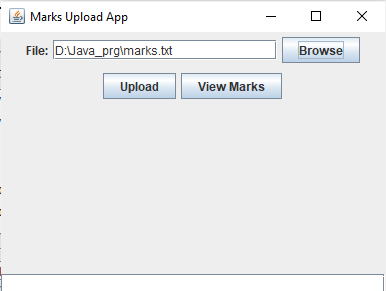 Marks Upload App
File: D:\Java_prg\marks.txt Browse
Upload View Marks